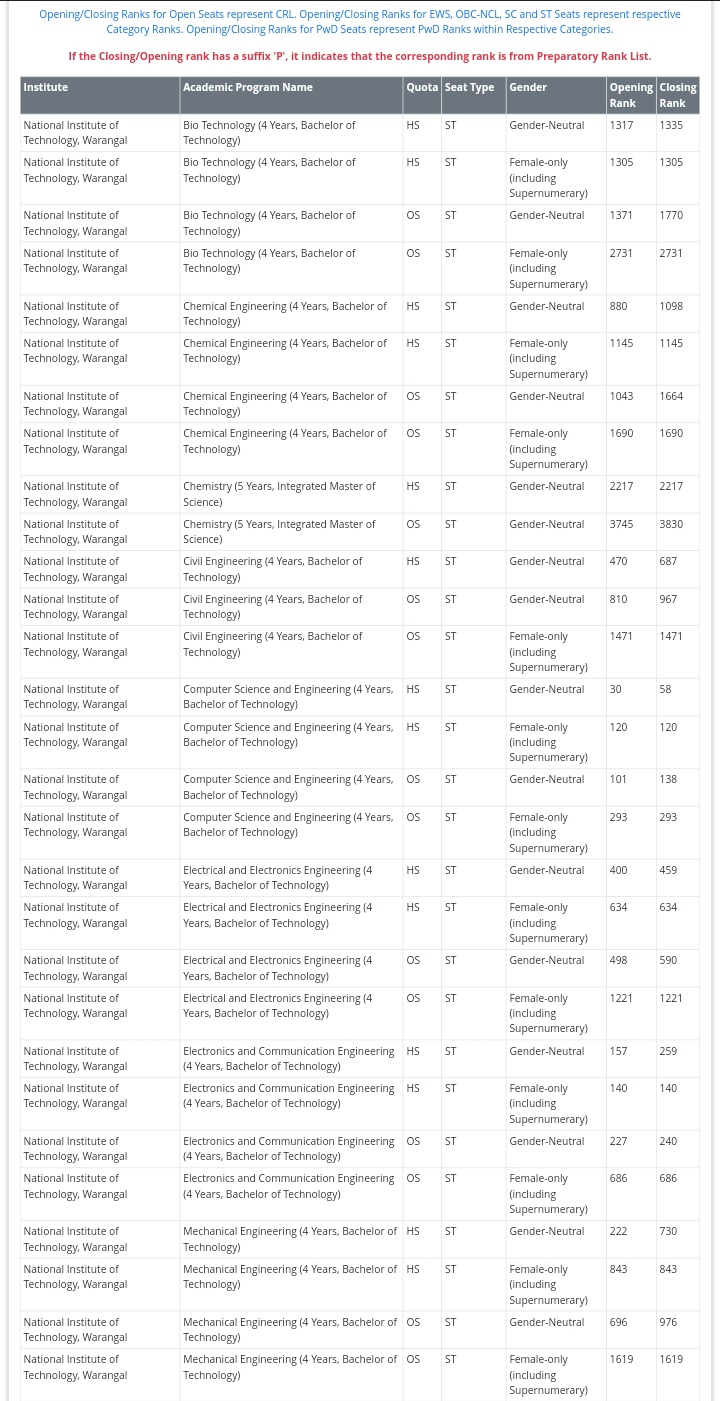 Opening/Closing Ranks for Open Seats represent CRL. Opening/Closing Ranks for EWS, OBC-NCL, SC and ST Seats represent respective
Category Ranks. Opening/Closing Ranks for PwD Seats represent PwD Ranks within Respective Categories.
If the Closing/Opening rank has a suffix 'P', it indicates that the corresponding rank is from Preparatory Rank List.
Institute Academic Program Name Quota Seat Type Gender Opening Closing
Rank Rank
National Institute of Bio Technology (4 Years, Bachelor of HS ST Gender-Neutral 1317 1335
Technology, Warangal Technology)
National Institute of Bio Technology (4 Years, Bachelor of HS ST Female-only 1305 1305
Technology, Warangal Technology) (including
Supernumerary)
National Institute of Bio Technology (4 Years, Bachelor of OS ST Gender-Neutral 1371 1770
Technology, Warangal Technology)
National Institute of Bio Technology (4 Years, Bachelor of OS ST Female-only 2731 2731
Technology, Warangal Technology) (including
Supernumerary)
National Institute of Chemical Engineering (4 Years, Bachelor of HS ST Gender-Neutral 880 1098
Technology, Warangal Technology)
National Institute of Chemical Engineering (4 Years, Bachelor of HS ST Female-only 1145 1145
Technology, Warangal Technology) (including
Supernumerary)
National Institute of Chemical Engineering (4 Years, Bachelor of OS ST Gender-Neutral 1043 1664
Technology, Warangal Technology)
National Institute of Chemical Engineering (4 Years, Bachelor of OS ST Female-only 1690 1690
Technology, Warangal Technology) (including
Supernumerary)
National Institute of Chemistry (5 Years, Integrated Master of HS ST Gender-Neutral 2217 2217
Technology, Warangal Science)
National Institute of Chemistry (5 Years, Integrated Master of OS ST Gender-Neutral 3745 3830
Technology, Warangal Science)
National Institute of Civil Engineering (4 Years, Bachelor of HS ST Gender-Neutral 470 687
Technology, Warangal Technology)
National Institute of Civil Engineering (4 Years, Bachelor of OS ST Gender-Neutral 810 967
Technology, Warangal Technology)
National Institute of Civil Engineering (4 Years, Bachelor of OS ST Female-only 1471 1471
Technology, Warangal Technology) (including
Supernumerary)
National Institute of Computer Science and Engineering (4 Years, HS ST Gender-Neutral 30 58
Technology, Warangal Bachelor of Technology)
National Institute of Computer Science and Engineering (4 Years, HS ST Female-only 120 120
Technology, Warangal Bachelor of Technology) (including
Supernumerary)
National Institute of Computer Science and Engineering (4 Years, OS ST Gender-Neutral 101 138
Technology, Warangal Bachelor of Technology)
National Institute of Computer Science and Engineering (4 Years, OS ST Female-only 293 293
Technology, Warangal Bachelor of Technology) (including
Supernumerary)
National Institute of Electrical and Electronics Engineering (4 HS ST Gender-Neutral 400 459
Technology, Warangal Years, Bachelor of Technology)
National Institute of Electrical and Electronics Engineering (4 HS ST Female-only 634 634
Technology, Warangal Years, Bachelor of Technology) (including
Supernumerary)
National Institute of Electrical and Electronics Engineering (4 OS ST Gender-Neutral 498 590
Technology, Warangal Years, Bachelor of Technology)
National Institute of Electrical and Electronics Engineering (4 OS ST Female-only 1221 1221
Technology, Warangal Years, Bachelor of Technology) (including
Supernumerary)
National Institute of Electronics and Communication Engineering HS ST Gender-Neutral 157 259
Technology, Warangal (4 Years, Bachelor of Technology)
National Institute of Electronics and Communication Engineering HS ST Female-only 140 140
Technology, Warangal (4 Years, Bachelor of Technology) (including
Supernumerary)
National Institute of Electronics and Communication Engineering OS ST Gender-Neutral 227 240
Technology, Warangal (4 Years, Bachelor of Technology)
National Institute of Electronics and Communication Engineering OS ST Female-only 686 686
Technology, Warangal (4 Years, Bachelor of Technology) (including
Supernumerary)
National Institute of Mechanical Engineering (4 Years, Bachelor of HS ST Gender-Neutral 222 730
Technology, Warangal Technology)
National Institute of Mechanical Engineering (4 Years, Bachelor of HS ST Female-only 843 843
Technology, Warangal Technology) (including
Supernumerary)
National Institute of Mechanical Engineering (4 Years, Bachelor of OS ST Gender-Neutral 696 976
Technology, Warangal Technology)
National Institute of Mechanical Engineering (4 Years, Bachelor of OS ST Female-only 1619 1619
Technology, Warangal Technology) (including
Supernumerary)